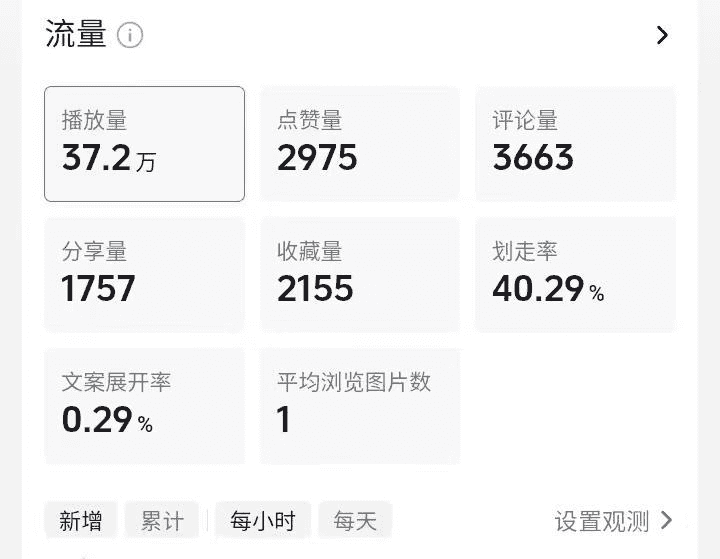 流量
播放量 点赞量 评论量
37.2万 2975 3663
分享量 收藏量 划走率
1757 2155 40.29%
文案展开率 平均浏览图片数
0.29% 1
新增 累计 每小时 每天 设置观测